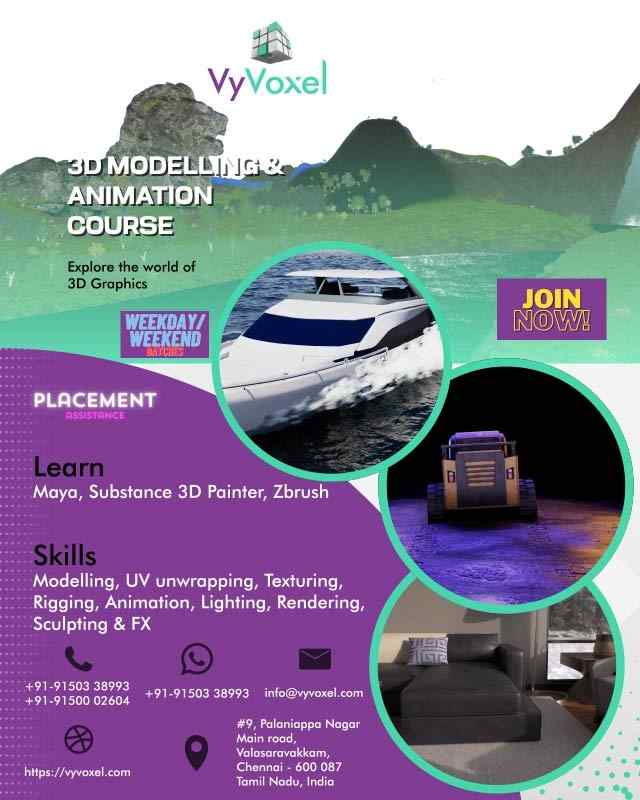 VyVoxel
3D MODELLING &
ANIMATION
COURSE
Explore the world of
3D Graphics
WEEKDAY/
WEEKEND
BATCHES
JOIN
NOW!
PLACEMENT
ASSISTANCE
Learn
Maya, Substance 3D Painter, Zbrush
Skills
Modelling, UV unwrapping, Texturing,
Rigging, Animation, Lighting, Rendering,
Sculpting & FX
+91-91503 38993
+91-91500 02604
+91-91503 38993
info@vyvoxel.com
https://vyvoxel.com
#9, Palaniappa Nagar
Main road,
Valasaravakkam,
Chennai - 600 087
Tamil Nadu, India